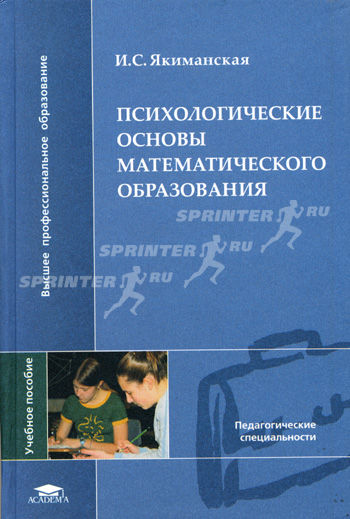 И.С. Якиманская
ПСИХОЛОГИЧЕСКИЕ
ОСНОВЫ
МАТЕМАТИЧЕСКОГО
ОБРАЗОВАНИЯ
Высшее профессиональное образование
SPRINTER.RU
SPRINTER.RU
SPRINTER.RU
Учебное пособие
Педагогические
специальности
ACADEMA